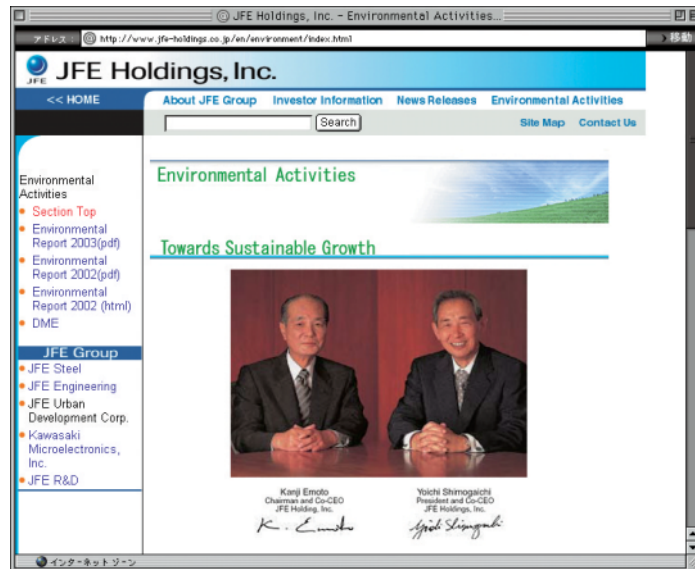 JFE Holdings, Inc. - Environmental Activities...
アドレス: http://www.jfe-holdings.co.jp/en/environment/index.html
移動
JFE
JFE Holdings, Inc.
<< HOME
About JFE Group Investor Information News Releases Environmental Activities
Search
Site Map Contact Us
Environmental
Activities
Section Top
Environmental
Report 2003(pdf)
Environmental
Report 2002(pdf)
Environmental
Report 2002 (html)
DME
JFE Group
JFE Steel
JFE Engineering
JFE Urban
Development Corp.
Kawasaki
Microelectronics,
Inc.
JFE R&D
Environmental Activities
Towards Sustainable Growth
Kanji Emoto
Chairman and Co-CEO
JFE Holding, Inc.
K. Emoto
Yoichi Shimogaichi
President and Co-CEO
JFE Holdings, Inc.
インターネット ゾーン